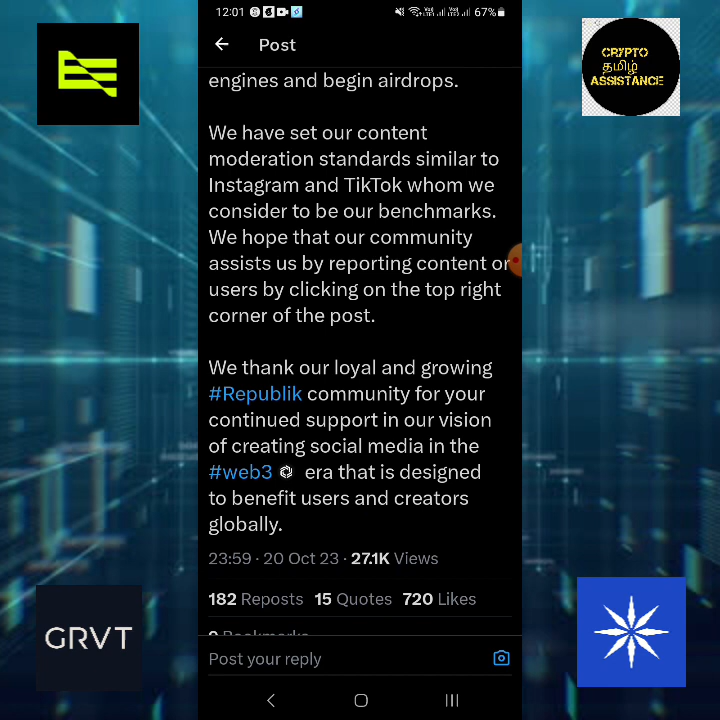 12:01
67%
CRYPTO
தமிழ்
ASSISTANCE
Post
engines and begin airdrops.
We have set our content
moderation standards similar to
Instagram and TikTok whom we
consider to be our benchmarks.
We hope that our community
assists us by reporting content or
users by clicking on the top right
corner of the post.
We thank our loyal and growing
#Republik community for your
continued support in our vision
of creating social media in the
#web3 era that is designed
to benefit users and creators
globally.
23:59 · 20 Oct 23 · 27.1K Views
182 Reposts 15 Quotes 720 Likes
Post your reply
GRVT